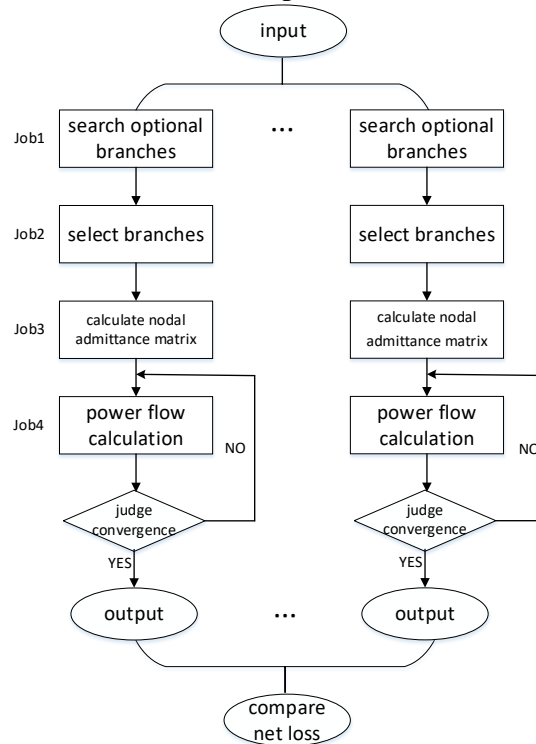 input
Job1
search optional
branches
...
search optional
branches
Job2
select branches
select branches
Job3
calculate nodal
admittance matrix
calculate nodal
admittance matrix
Job4
power flow
calculation
NO
power flow
calculation
NO
judge
convergence
judge
convergence
YES
YES
output
...
output
compare
net loss